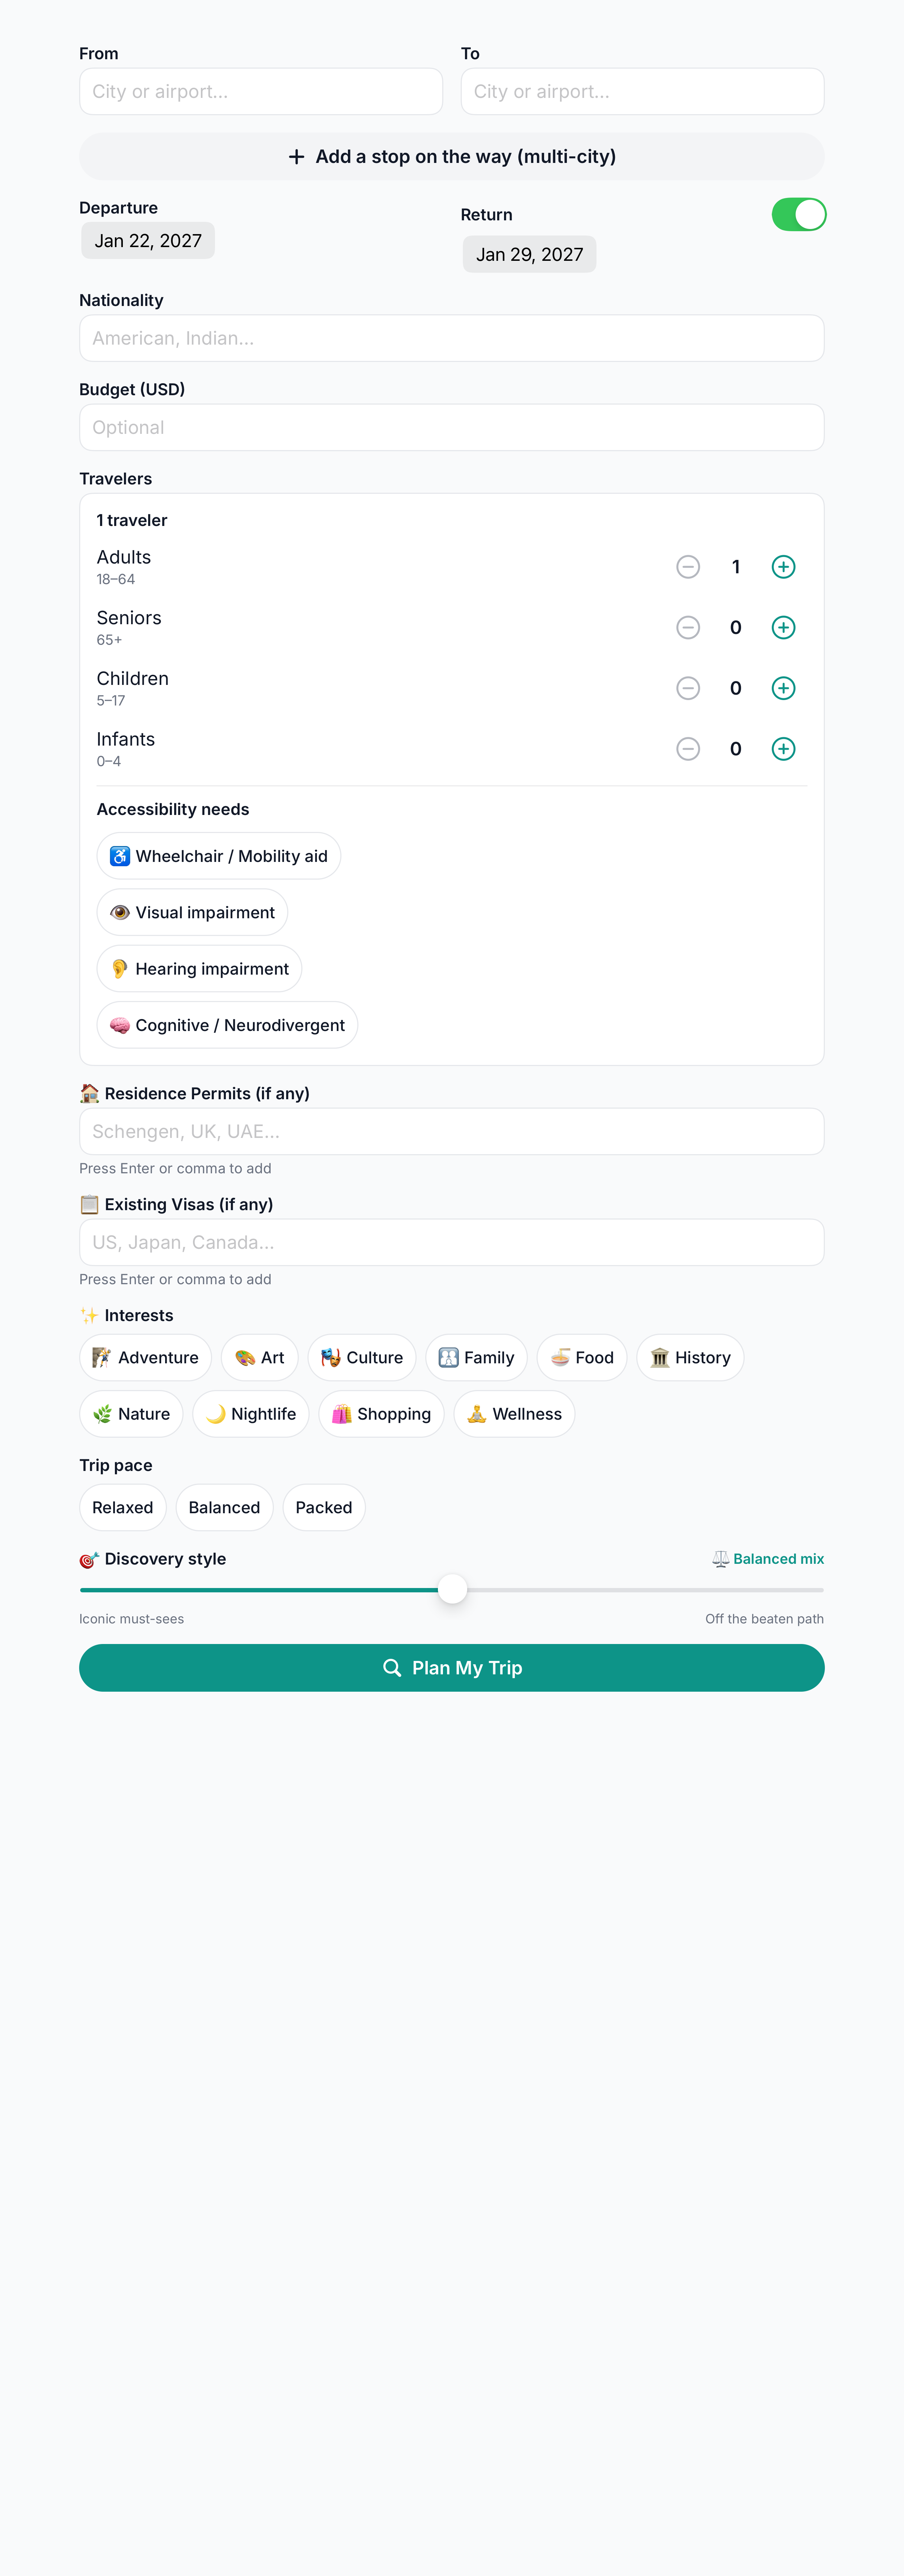 From
To
City or airport...
City or airport...
Add a stop on the way (multi-city)
Departure
Jan 22, 2027
Return
Jan 29, 2027
Nationality
American, Indian...
Budget (USD)
Optional
Travelers
1 traveler
Adults
18–64
1
Seniors
65+
0
Children
5–17
0
Infants
0–4
0
Accessibility needs
♿ Wheelchair / Mobility aid
👁️ Visual impairment
👂 Hearing impairment
🧠 Cognitive / Neurodivergent
🏠 Residence Permits (if any)
Schengen, UK, UAE...
Press Enter or comma to add
📋 Existing Visas (if any)
US, Japan, Canada...
Press Enter or comma to add
✨ Interests
🧗 Adventure 🎨 Art 🎭 Culture 👪 Family 🍜 Food 🏛️ History
🌿 Nature 🌙 Nightlife 🛍️ Shopping 🧘 Wellness
Trip pace
Relaxed Balanced Packed
🎯 Discovery style
⚖️ Balanced mix
Iconic must-sees
Off the beaten path
Plan My Trip